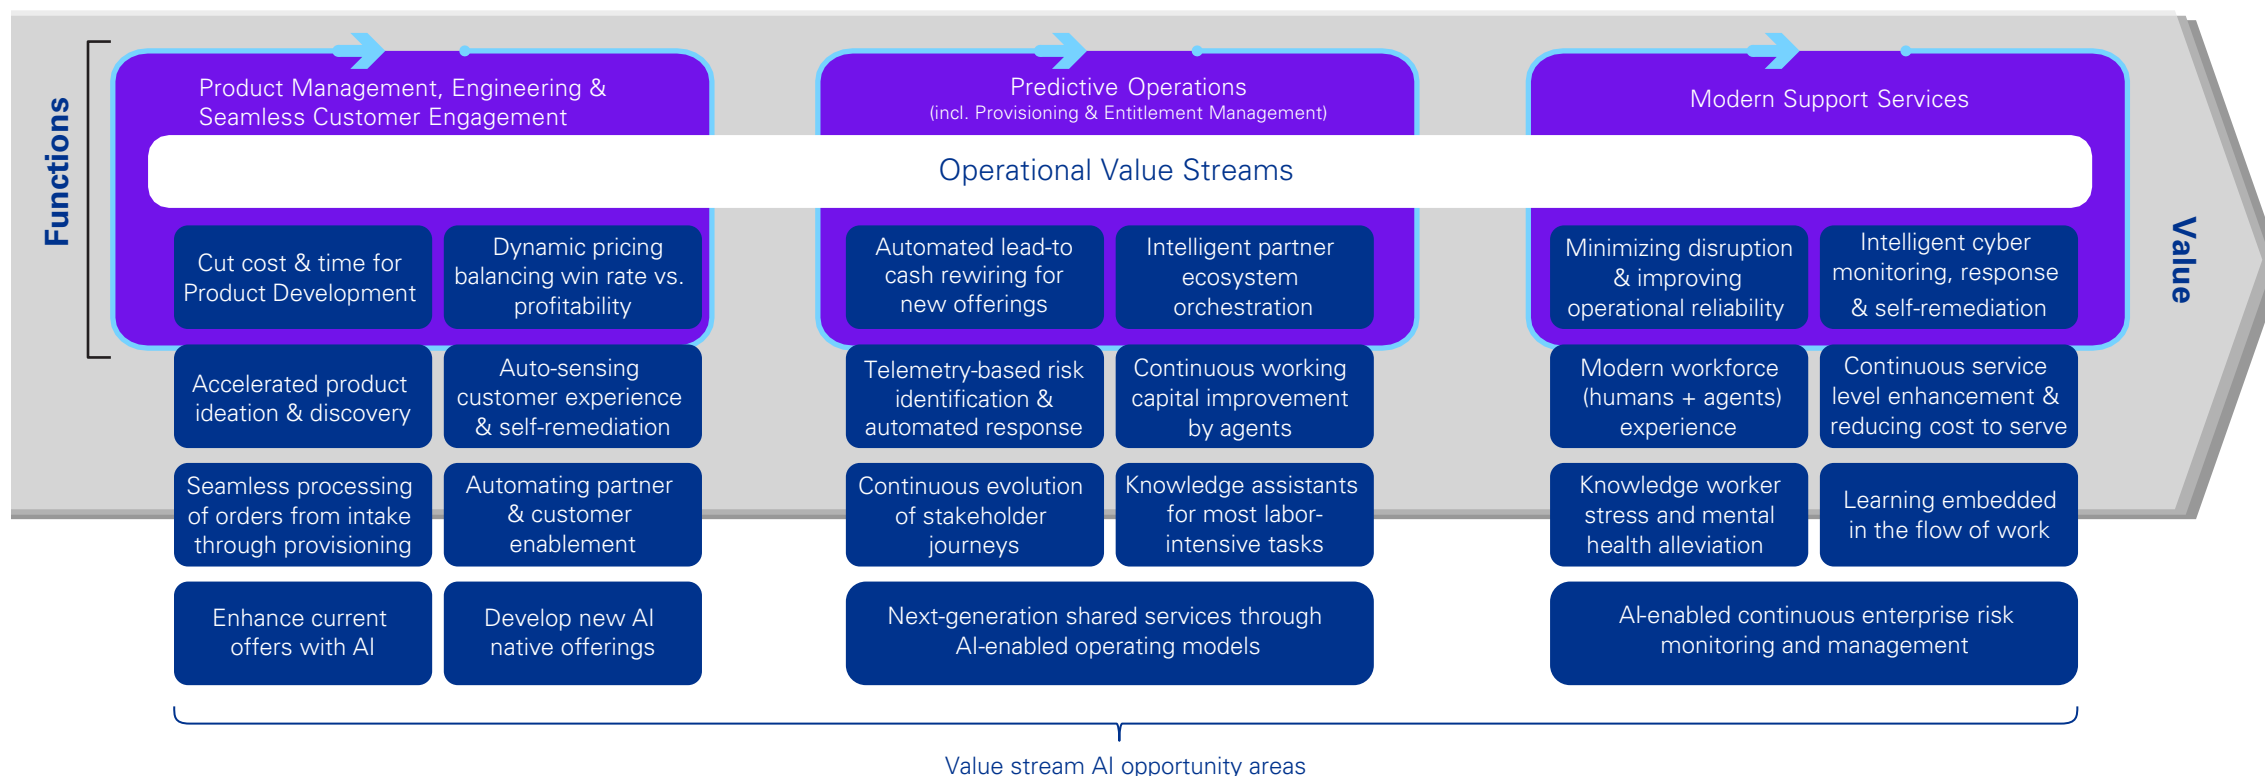 Functions
Product Management, Engineering &
Seamless Customer Engagement
Predictive Operations
(incl. Provisioning & Entitlement Management)
Modern Support Services
Operational Value Streams
Cut cost & time for
Product Development
Dynamic pricing
balancing win rate vs.
profitability
Automated lead-to
cash rewiring for
new offerings
Intelligent partner
ecosystem
orchestration
Minimizing disruption
& improving
operational reliability
Intelligent cyber
monitoring, response
& self-remediation
Value
Accelerated product
ideation & discovery
Auto-sensing
customer experience
& self-remediation
Telemetry-based risk
identification &
automated response
Continuous working
capital improvement
by agents
Modern workforce
(humans + agents)
experience
Continuous service
level enhancement &
reducing cost to serve
Seamless processing
of orders from intake
through provisioning
Automating partner
& customer
enablement
Continuous evolution
of stakeholder
journeys
Knowledge assistants
for most labor-
intensive tasks
Knowledge worker
stress and mental
health alleviation
Learning embedded
in the flow of work
Enhance current
offers with AI
Develop new AI
native offerings
Next-generation shared services through
AI-enabled operating models
AI-enabled continuous enterprise risk
monitoring and management
Value stream AI opportunity areas